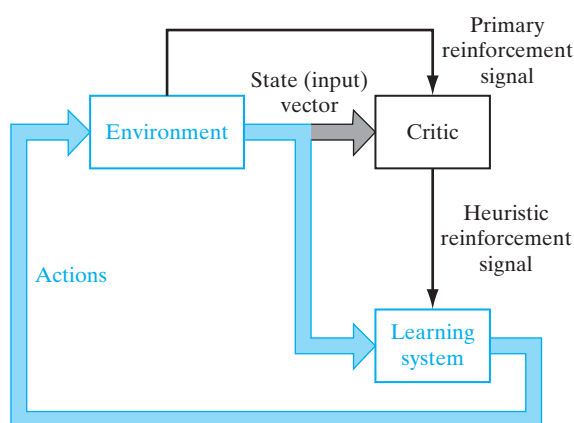 Primary
reinforcement
signal
State (input)
vector
Environment
Critic
Heuristic
reinforcement
signal
Actions
Learning
system